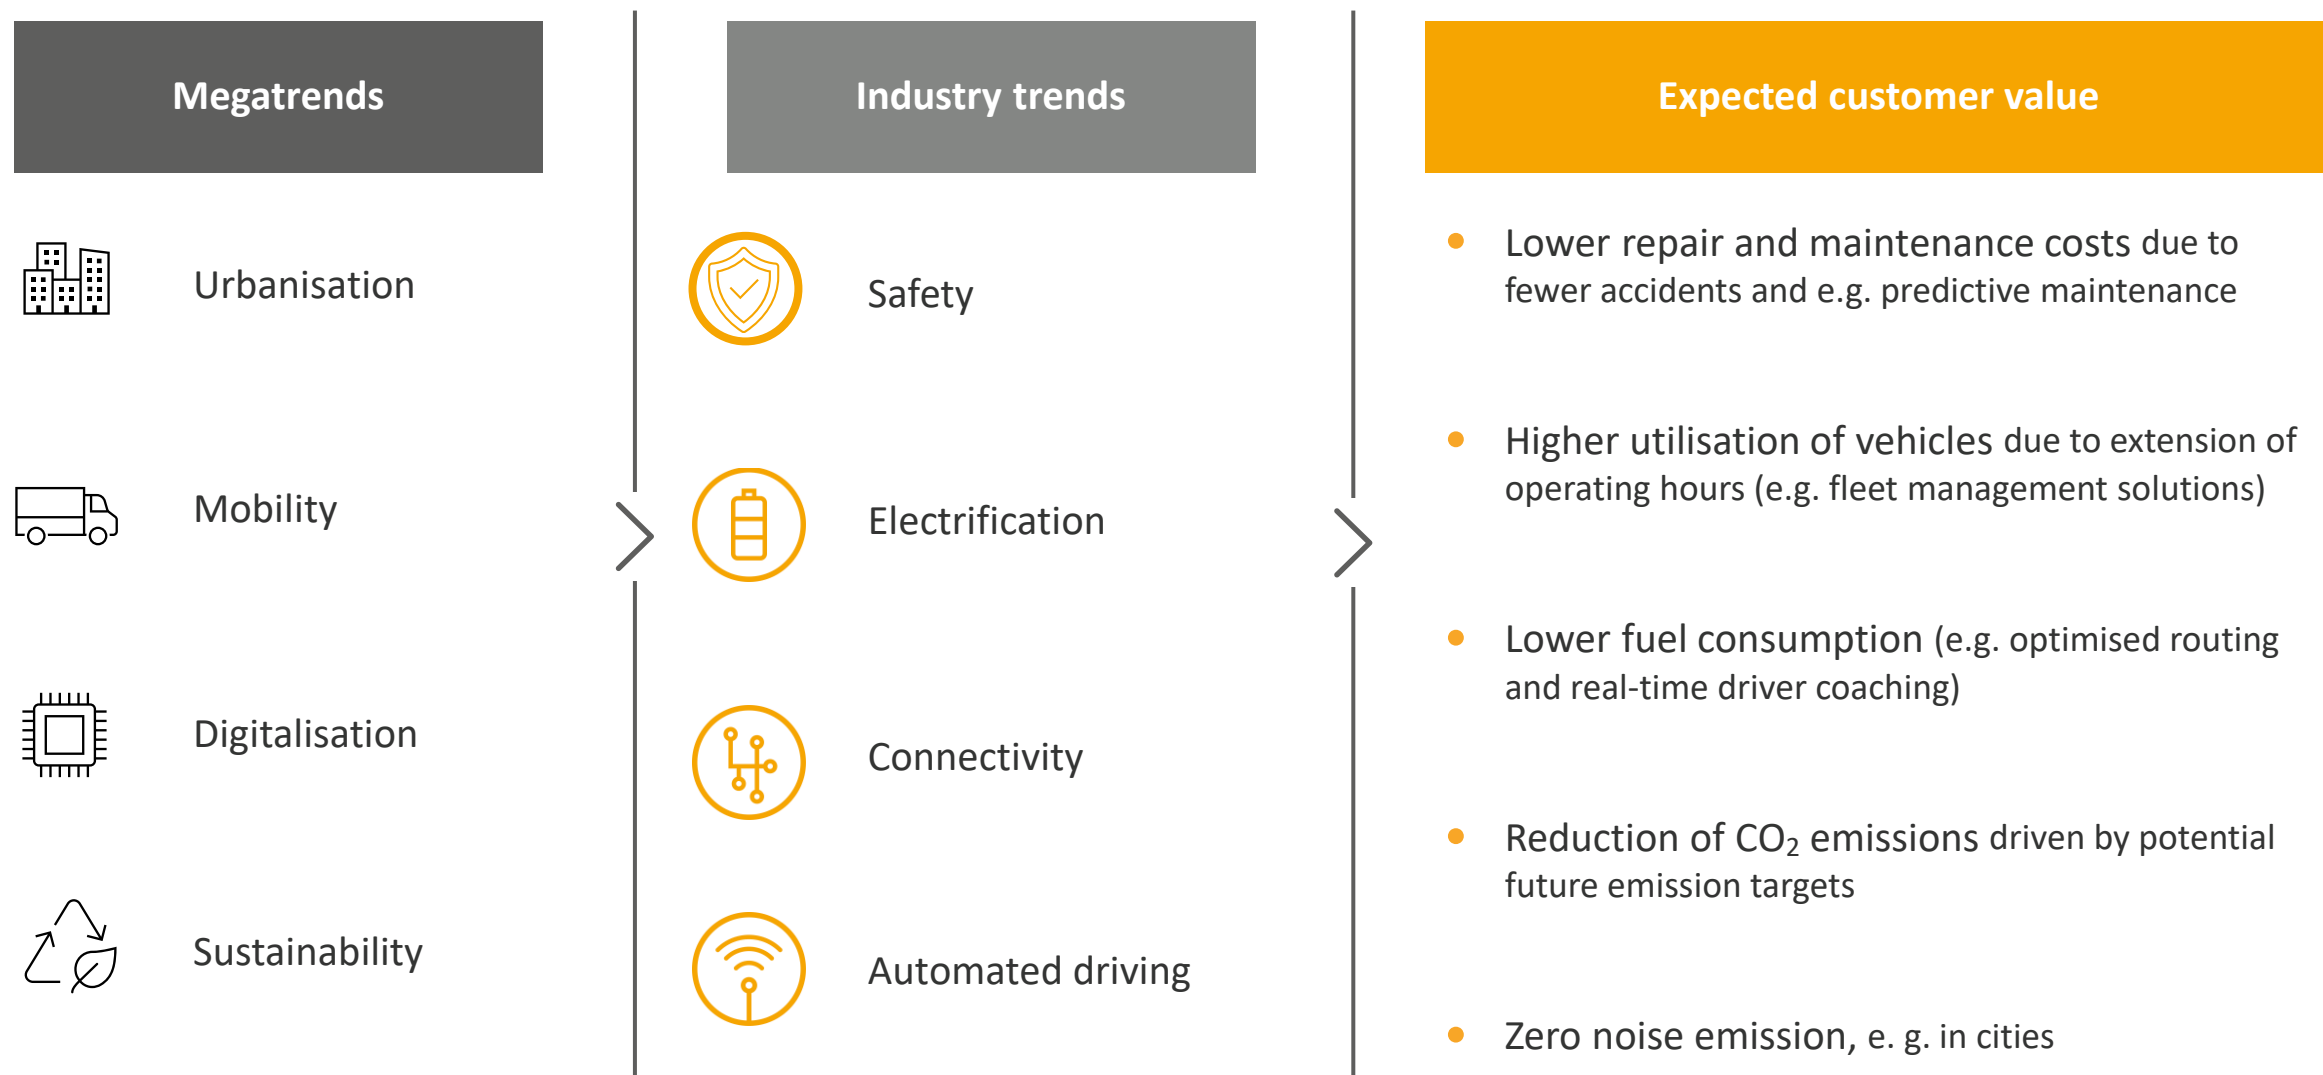 Megatrends
Urbanisation
Mobility
Digitalisation
Sustainability
Industry trends
Safety
Electrification
Connectivity
Automated driving
Expected customer value
• Lower repair and maintenance costs due to
fewer accidents and e.g. predictive maintenance
• Higher utilisation of vehicles due to extension of
operating hours (e.g. fleet management solutions)
• Lower fuel consumption (e.g. optimised routing
and real-time driver coaching)
• Reduction of CO₂ emissions driven by potential
future emission targets
• Zero noise emission, e. g. in cities